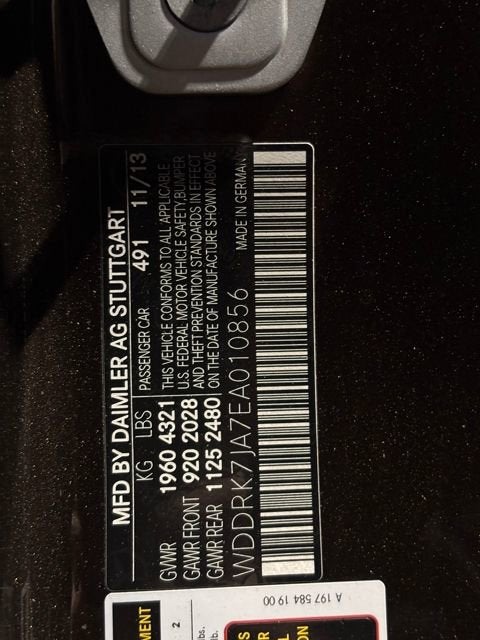 MFD BY DAIMLER AG STUTTGART
KG LBS PASSENGER CAR 491 11/13
GVWR 1960 4321 THIS VEHICLE CONFORMS TO ALL APPLICABLE
GAWR FRONT 920 2028 U.S. FEDERAL MOTOR VEHICLE SAFETY,BUMPER
GAWR REAR 1125 2480 AND THEFT PREVENTION STANDARDS IN EFFECT
ON THE DATE OF MANUFACTURE SHOWN ABOVE
WDDRK7JA7EA010856 MADE IN GERMANY
A 197 584 19 00
2